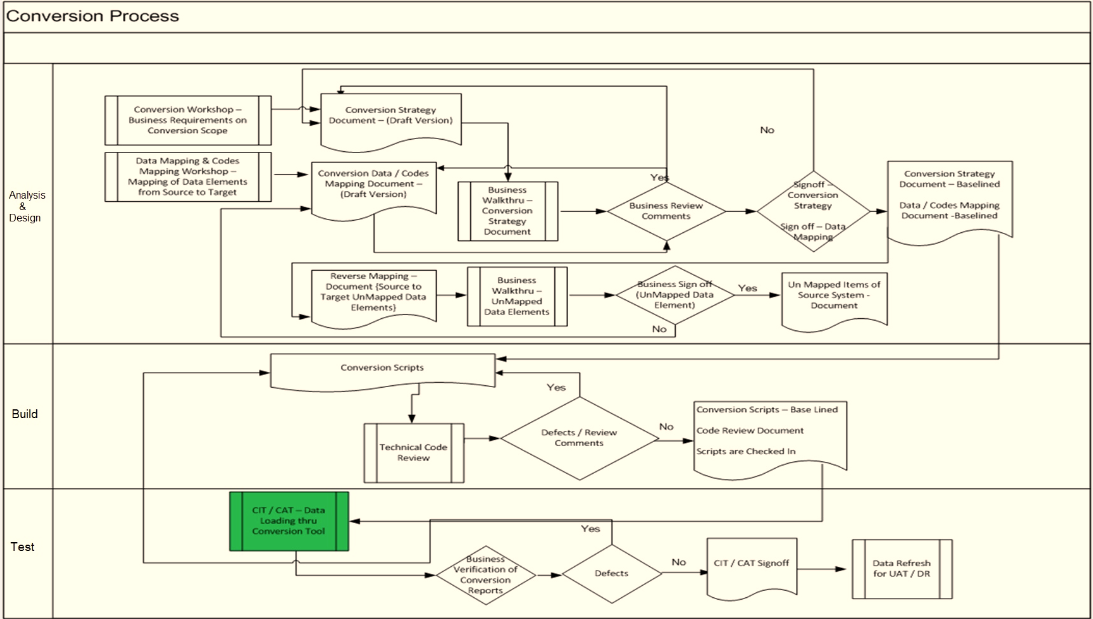 Conversion Process
Analysis
&
Design
Conversion Workshop –
Business Requirements on
Conversion Scope
Conversion Strategy
Document – (Draft Version)
No
Data Mapping & Codes
Mapping Workshop –
Mapping of Data Elements
from Source to Target
Conversion Data / Codes
Mapping Document –
(Draft Version)
Business
Walkthru –
Conversion
Strategy
Document
Yes
Business Review
Comments
Signoff –
Conversion
Strategy
Sign off – Data
Mapping
Conversion Strategy
Document – Baselined
Data / Codes Mapping
Document -Baselined
Reverse Mapping –
Document {Source to
Target UnMapped Data
Elements}
Business
Walkthru –
UnMapped
Data Elements
Business Sign off
(UnMapped Data
Element)
Yes
No
Un Mapped Items of
Source System -
Document
Build
Conversion Scripts
Technical Code
Review
Yes
Defects / Review
Comments
No
Conversion Scripts – Base Lined
Code Review Document
Scripts are Checked In
Test
CIT / CAT – Data
Loading thru
Conversion Tool
Business
Verification of
Conversion
Reports
Yes
Defects
No
CIT / CAT Signoff
Data Refresh
for UAT / DR